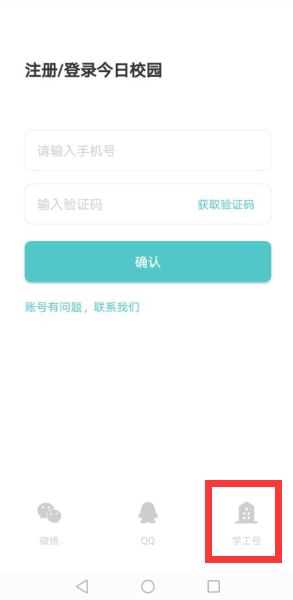 注册/登录今日校园
请输入手机号
输入验证码 获取验证码
确认
账号有问题，联系我们
微信 QQ 学工号